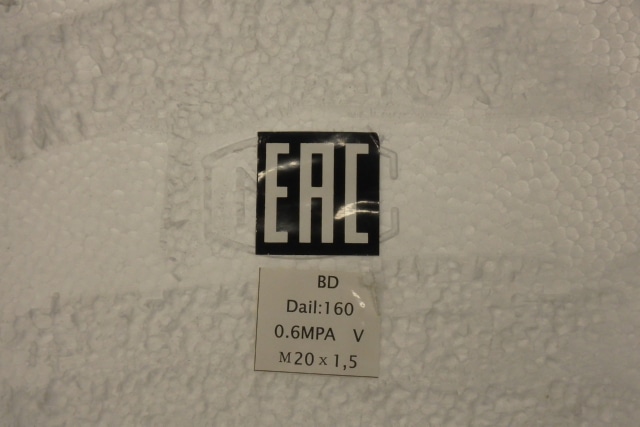 EAC
BD
Dail:160
0.6MPA V
M20 x 1,5